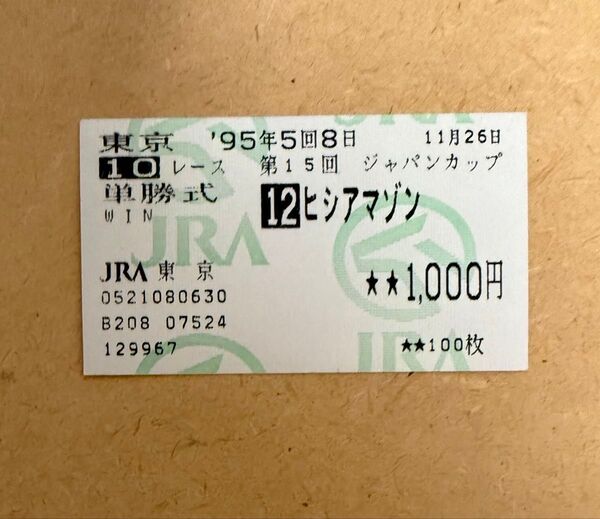 東京 '95年5回8日 11月26日
10 レース 第15回 ジャパンカップ
単勝式
WIN
12 ヒシアマゾン
JRA 東京 ★★1,000円
0521080630
B208 07524
129967 ★★100枚
JRA
JRA
JRA